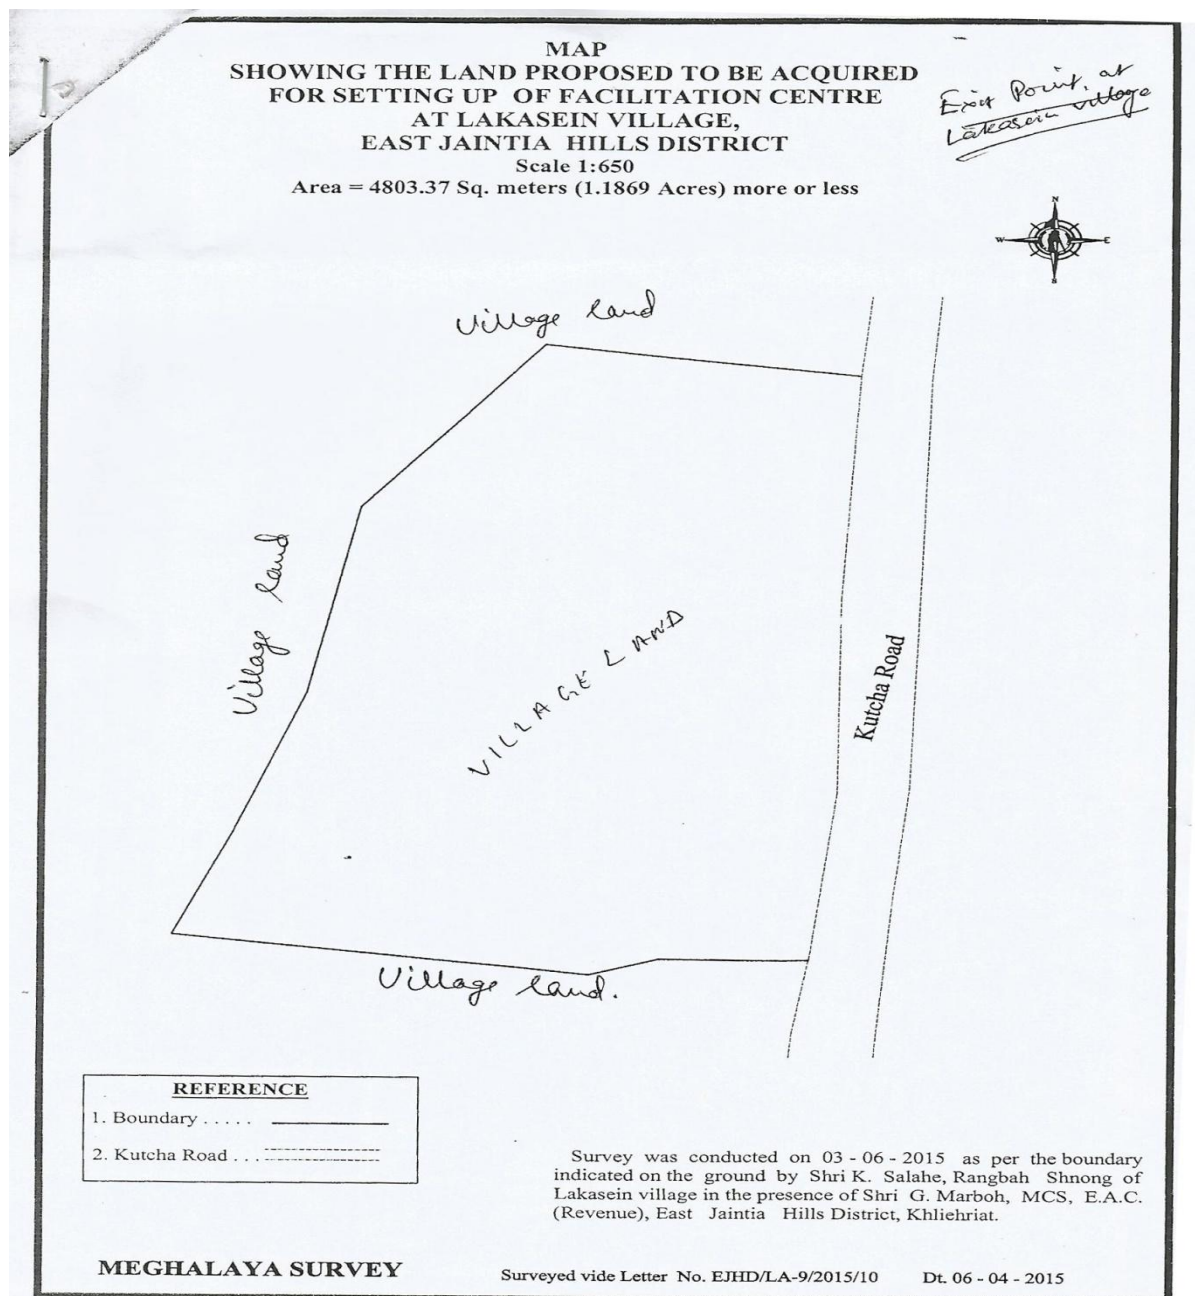 MAP
SHOWING THE LAND PROPOSED TO BE ACQUIRED
FOR SETTING UP OF FACILITATION CENTRE
AT LAKASEIN VILLAGE,
EAST JAINTIA HILLS DISTRICT
Scale 1:650
Area = 4803.37 Sq. meters (1.1869 Acres) more or less
Exit Point, at
Lakasein village
N
W
E
S
Village land
Village land
VILLAGE LAND
Kutcha Road
Village land.
REFERENCE
1. Boundary . . . . .
2. Kutcha Road . . .
Survey was conducted on 03 - 06 - 2015 as per the boundary
indicated on the ground by Shri K. Salahe, Rangbah Shnong of
Lakasein village in the presence of Shri G. Marboh, MCS, E.A.C.
(Revenue), East Jaintia Hills District, Khliehriat.
MEGHALAYA SURVEY
Surveyed vide Letter No. EJHD/LA-9/2015/10 Dt. 06 - 04 - 2015